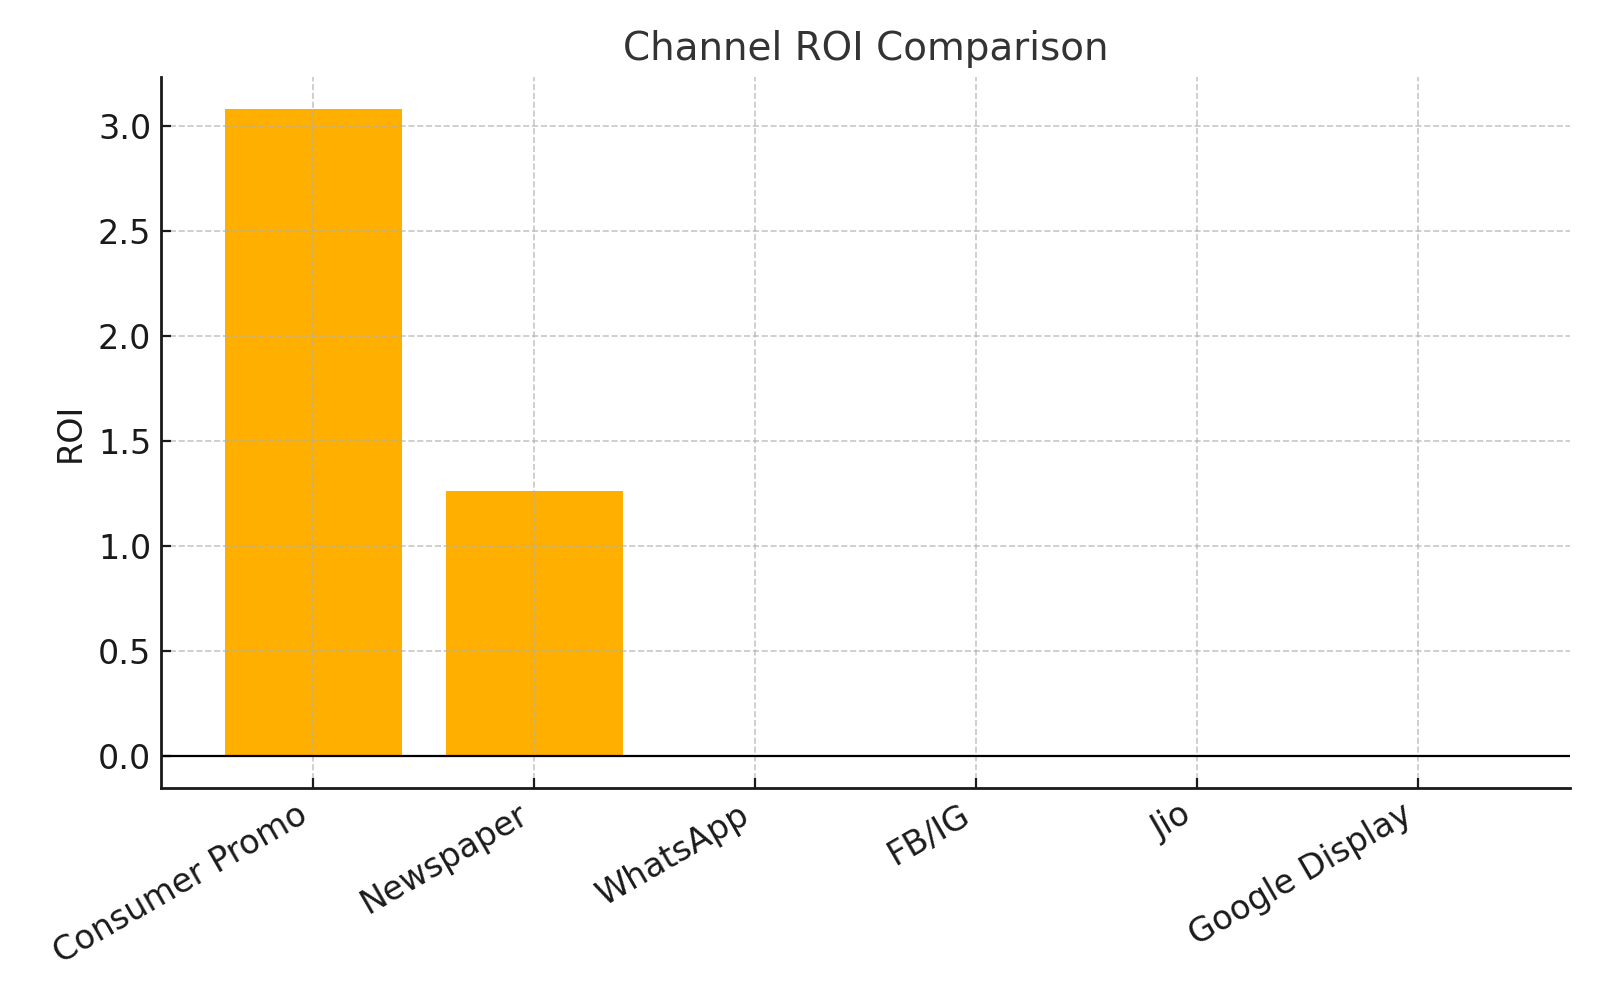 Channel ROI Comparison
ROI
3.0
2.5
2.0
1.5
1.0
0.5
0.0
Consumer Promo
Newspaper
WhatsApp
FB/IG
Jio
Google Display